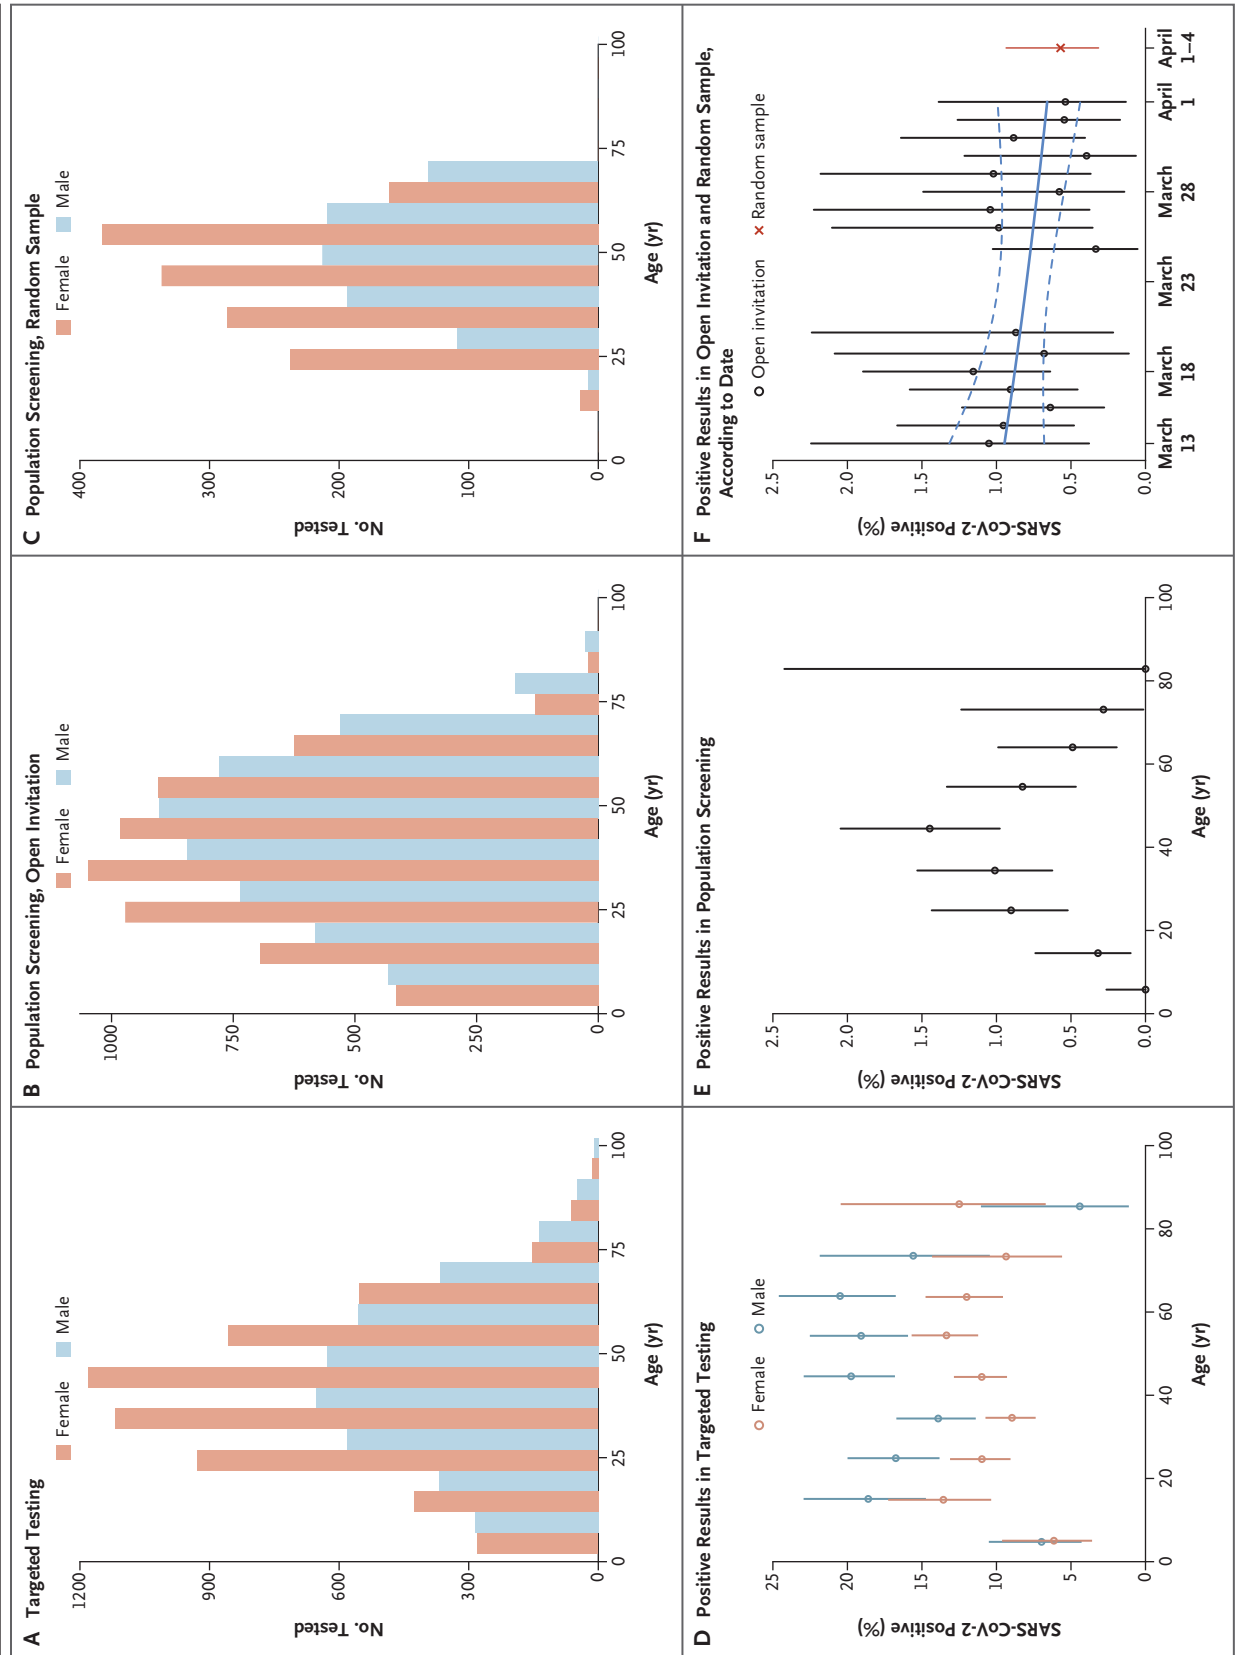 A Targeted Testing
Female Male
No. Tested
1200
900
600
300
0
0 25 50 75 100
Age (yr)
B Population Screening, Open Invitation
Female Male
No. Tested
1000
750
500
250
0
0 25 50 75 100
Age (yr)
C Population Screening, Random Sample
Female Male
No. Tested
400
300
200
100
0
0 25 50 75 100
Age (yr)
D Positive Results in Targeted Testing
Female Male
SARS-CoV-2 Positive (%)
25
20
15
10
5
0
0 20 40 60 80 100
Age (yr)
E Positive Results in Population Screening
SARS-CoV-2 Positive (%)
2.5
2.0
1.5
1.0
0.5
0.0
0 20 40 60 80 100
Age (yr)
F Positive Results in Open Invitation and Random Sample,
According to Date
Open invitation Random sample
SARS-CoV-2 Positive (%)
2.5
2.0
1.5
1.0
0.5
0.0
March March March March April April
13 18 23 28 1 1–4